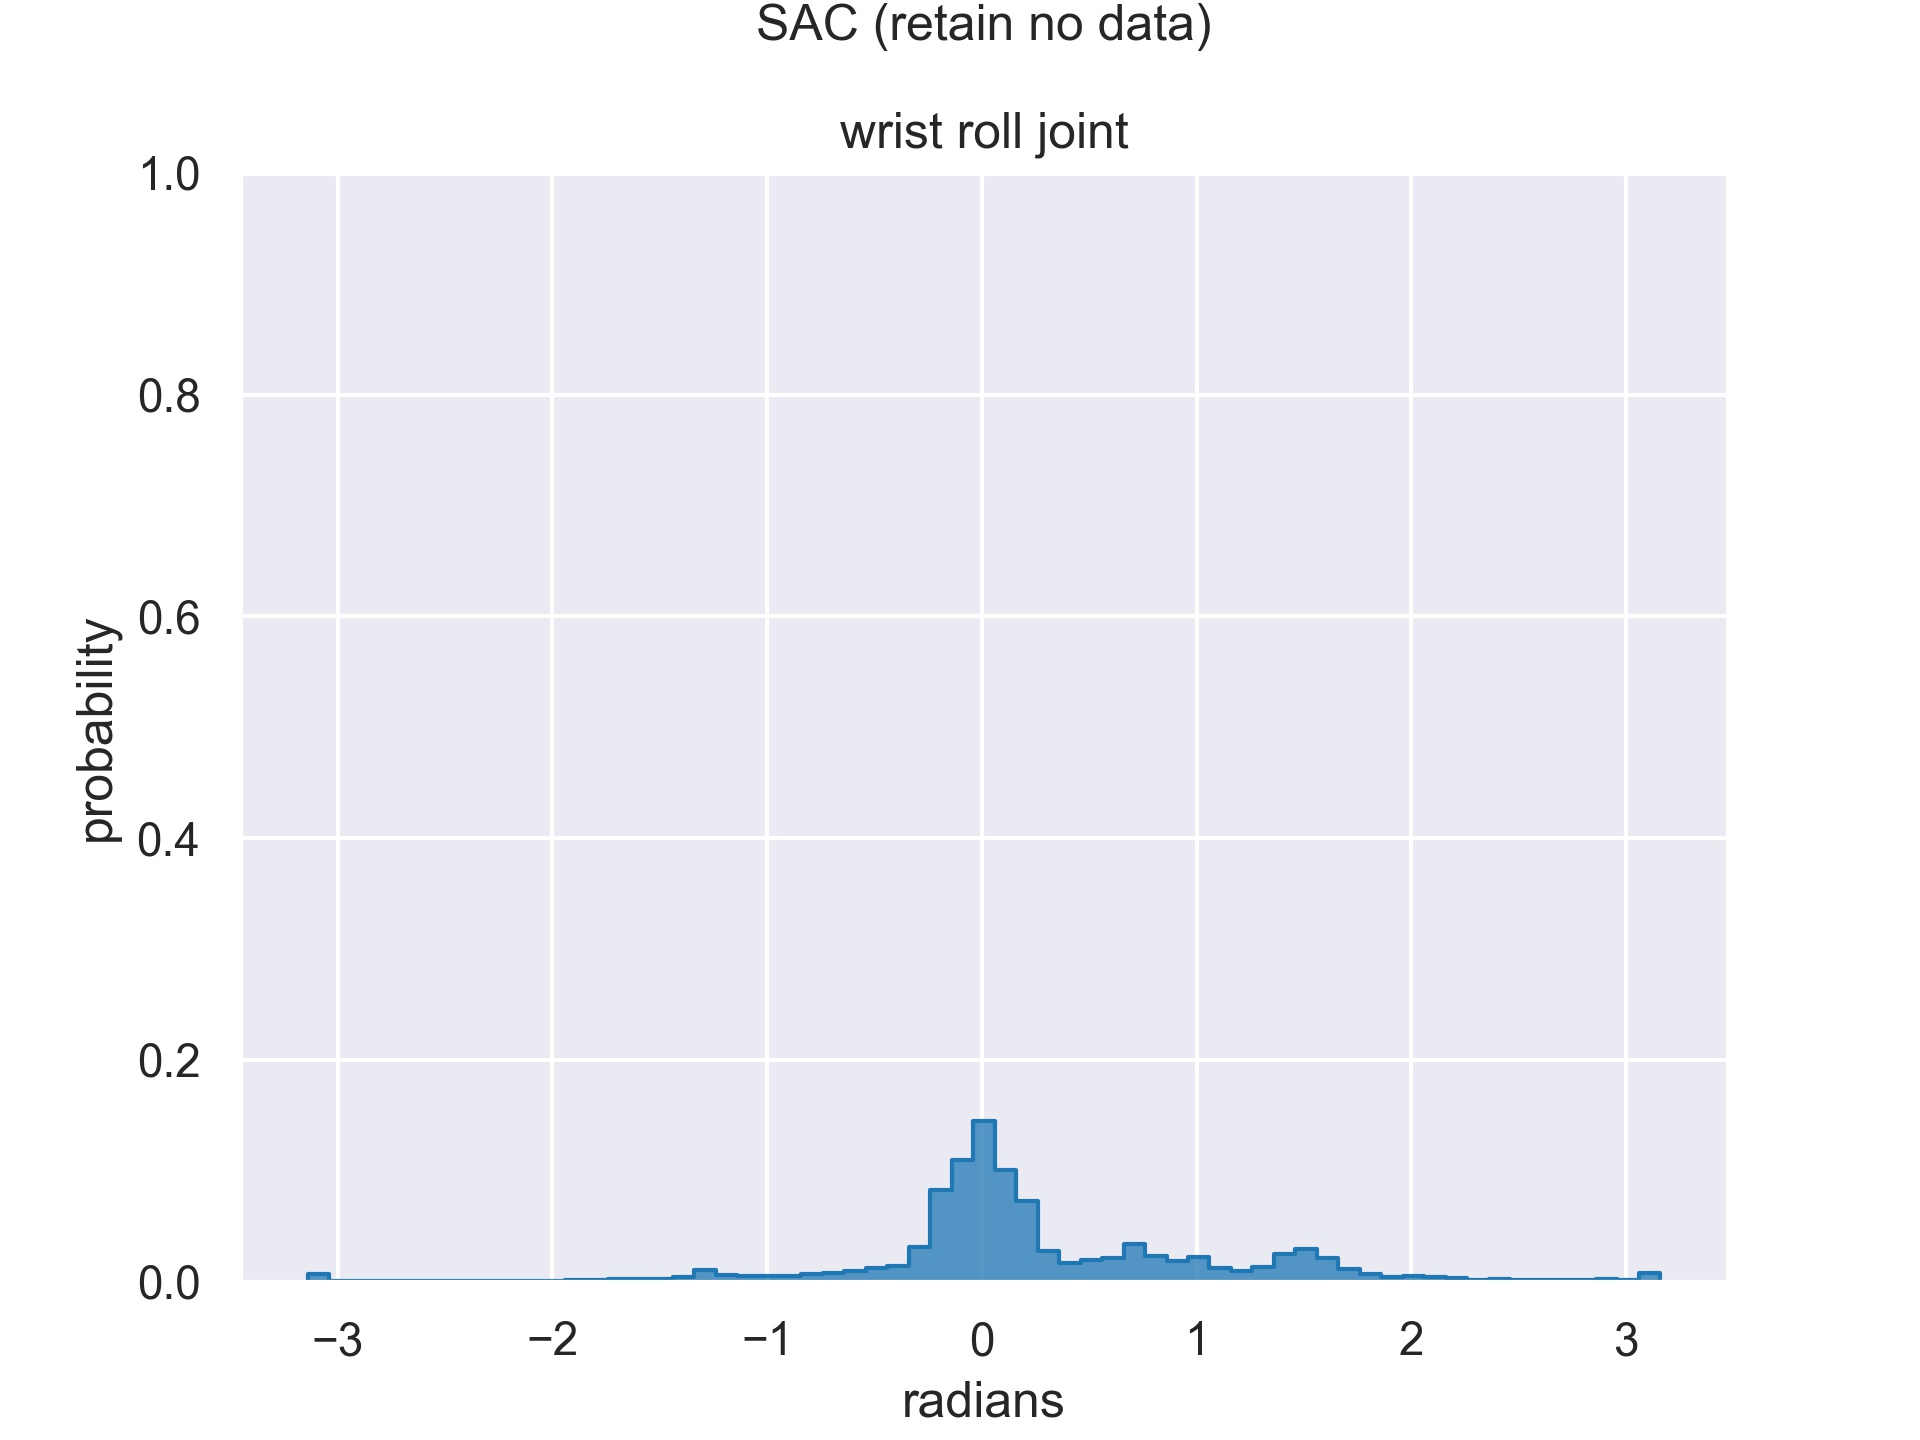 SAC (retain no data)
wrist roll joint
1.0
0.8
0.6
0.4
0.2
0.0
probability
−3 −2 −1 0 1 2 3
radians